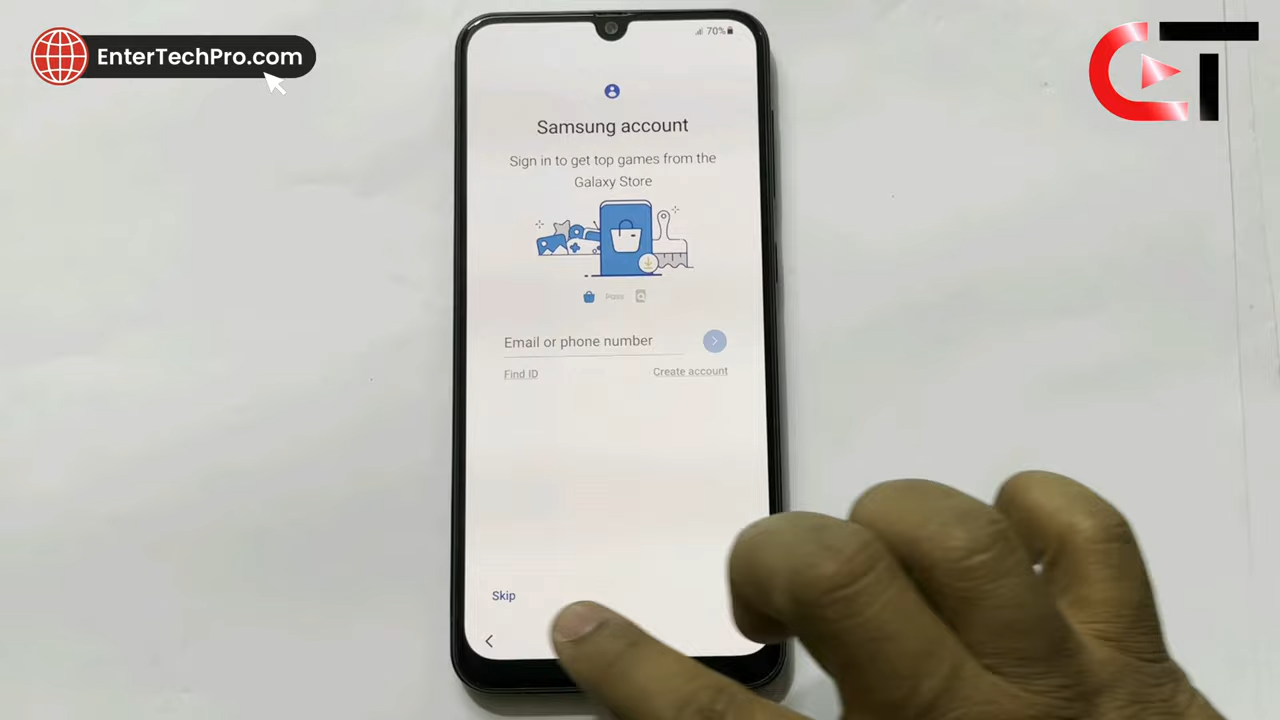 EnterTechPro.com
70%
Samsung account
Sign in to get top games from the
Galaxy Store
Pass
Email or phone number
Find ID
Create account
Skip